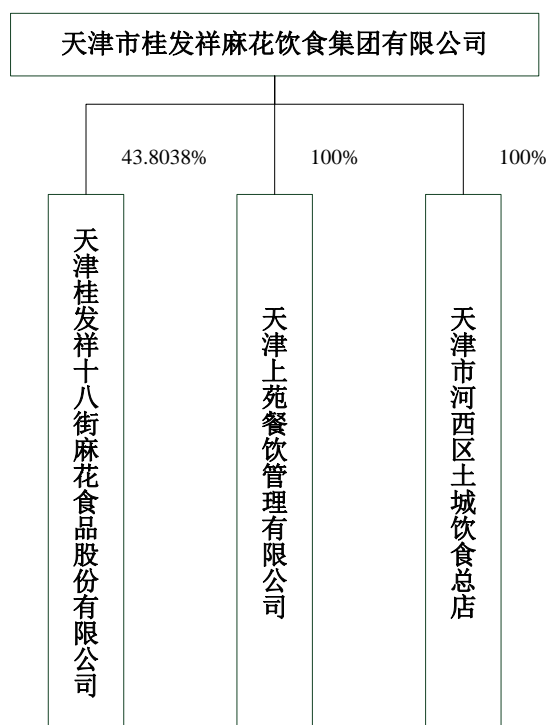 天津市桂发祥麻花饮食集团有限公司
43.8038%
100%
100%
天津桂发祥十八街麻花食品股份有限公司
天津上苑餐饮管理有限公司
天津市河西区土城饮食总店